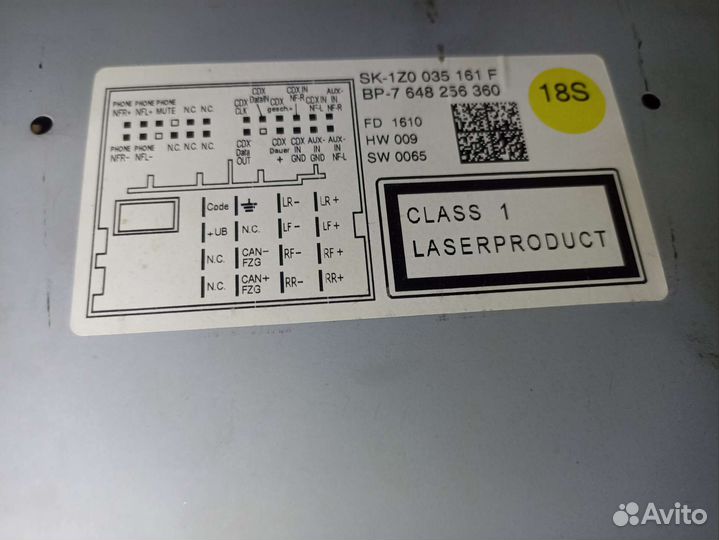 SK-1Z0 035 161 F
BP-7 648 256 360
18S
FD 1610
HW 009
SW 0065
CLASS 1
LASERPRODUCT
PHONE PHONE PHONE
NFR+ NFL+ MUTE N.C. N.C.
PHONE PHONE N.C. N.C. N.C.
NFR- NFL-
CDX CLK
CDX DataIN
CDX gesch.+
CDX IN NF-R
AUX- IN NF-L
Aux- IN NF-R
CDX Data OUT
CDX Dauer +
CDX IN GND
AUX- IN GND
AUX- IN NF-L
Code LR- LR+
+UB N.C. LF- LF+
N.C. CAN- FZG RF- RF+
N.C. CAN+ FZG RR- RR+
Avito